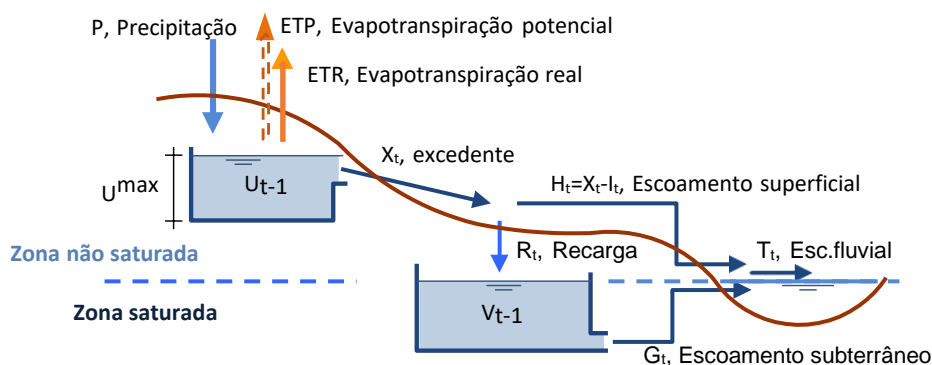 P, Precipitação
ETP, Evapotranspiração potencial
ETR, Evapotranspiração real
Xt, excedente
Umax
Ut-1
Ht=Xt-It, Escoamento superficial
Zona não saturada
Rt, Recarga
Tt, Esc.fluvial
Zona saturada
Vt-1
Gt, Escoamento subterrâneo